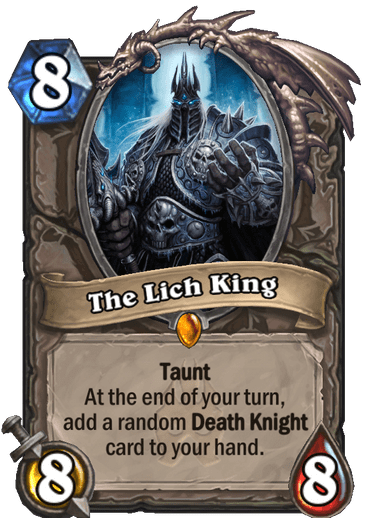 8
The Lich King
Taunt
At the end of your turn,
add a random Death Knight
card to your hand.
8
8